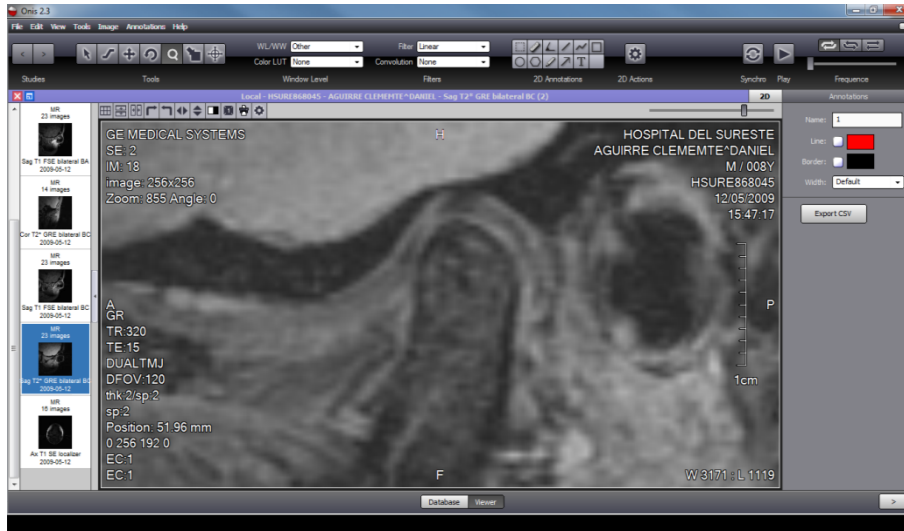 Onis 2.3
File Edit View Tools Image Annotations Help
WL/WW Other
Color LUT None
Filter Linear
Convolution None
Studies
Tools
Window Level
Filters
2D Annotations
2D Actions
Synchro
Play
Frequence
Local - HSURE868045 - AGUIRRE CLEMEMTE^DANIEL - Sag T2* GRE bilateral BC (2)
2D
Annotations
MR
23 images
Sag T1 FSE bilateral BA
2009-05-12
MR
14 images
Cor T2* GRE bilateral BC
2009-05-12
MR
23 images
Sag T1 FSE bilateral BC
2009-05-12
MR
23 images
Sag T2* GRE bilateral BC
2009-05-12
MR
16 images
Ax T1 SE localizer
2009-05-12
GE MEDICAL SYSTEMS
SE: 2
IM: 18
image: 256x256
Zoom: 855 Angle: 0
H
HOSPITAL DEL SURESTE
AGUIRRE CLEMEMTE^DANIEL
M / 008Y
HSURE868045
12/05/2009
15:47:17
A
P
GR
TR:320
TE:15
DUALTMJ
DFOV:120
thk:2/sp:2
sp:2
Position: 51.96 mm
0 256 192 0
EC:1
EC:1
1cm
F
W 3171 : L 1119
Name: 1
Line:
Border:
Width: Default
Export CSV
Database
Viewer
>